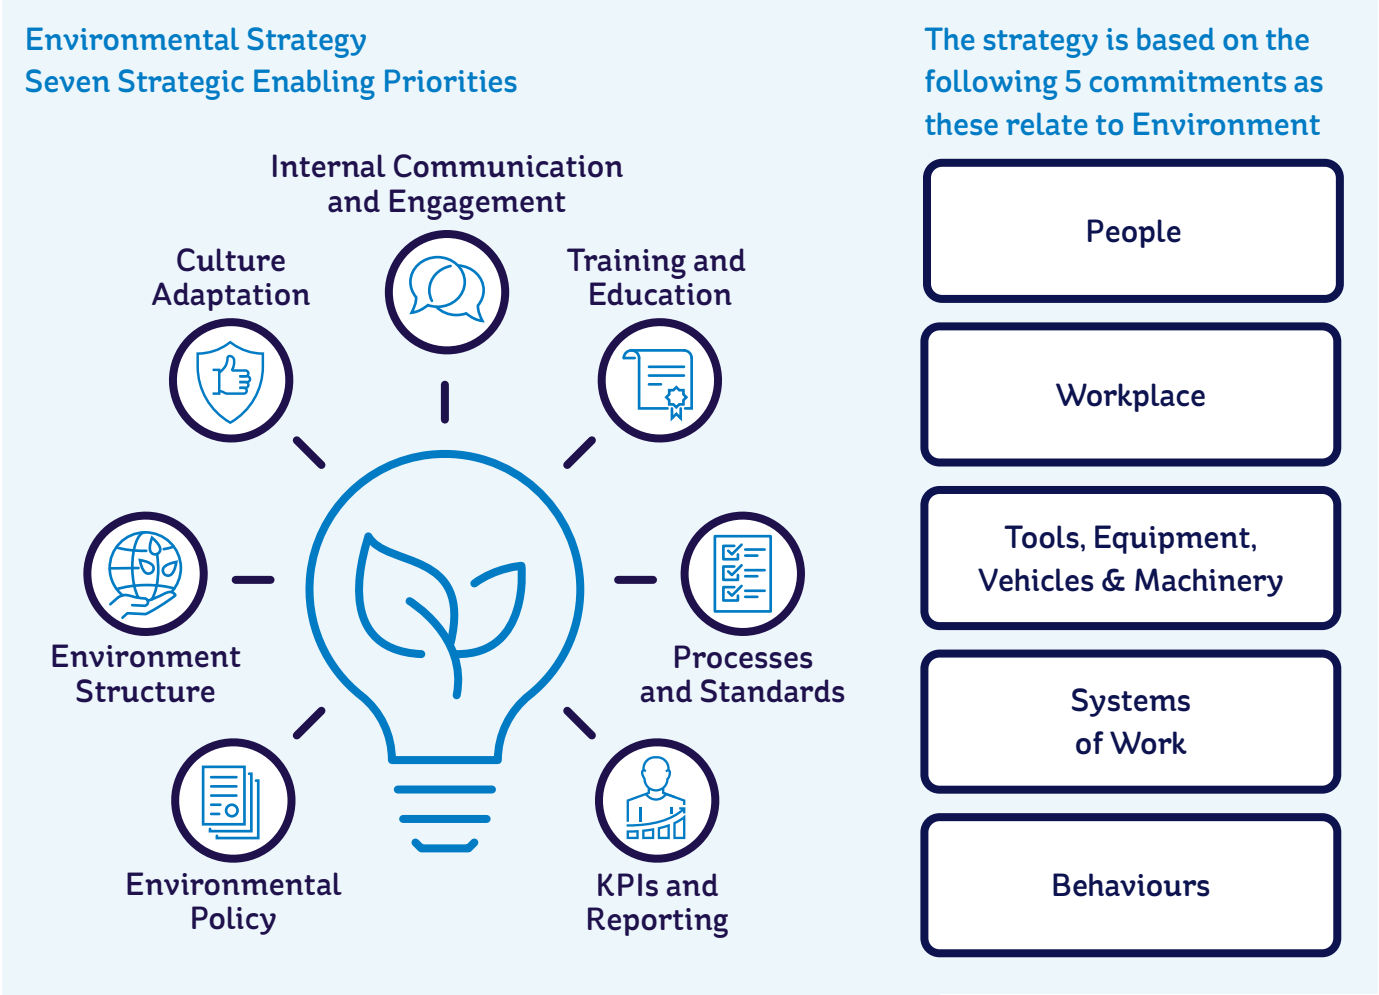 Environmental Strategy
Seven Strategic Enabling Priorities
Internal Communication
and Engagement
Culture
Adaptation
Training and
Education
Environment
Structure
Processes
and Standards
Environmental
Policy
KPIs and
Reporting
The strategy is based on the
following 5 commitments as
these relate to Environment
People
Workplace
Tools, Equipment,
Vehicles & Machinery
Systems
of Work
Behaviours